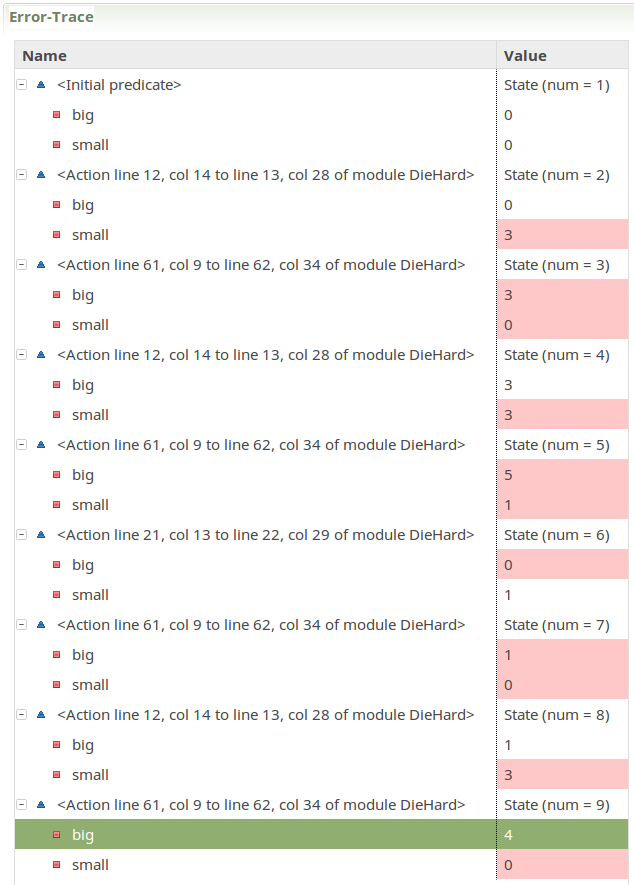 Error-Trace
Name Value
<Initial predicate> State (num = 1)
big 0
small 0
<Action line 12, col 14 to line 13, col 28 of module DieHard> State (num = 2)
big 0
small 3
<Action line 61, col 9 to line 62, col 34 of module DieHard> State (num = 3)
big 3
small 0
<Action line 12, col 14 to line 13, col 28 of module DieHard> State (num = 4)
big 3
small 3
<Action line 61, col 9 to line 62, col 34 of module DieHard> State (num = 5)
big 5
small 1
<Action line 21, col 13 to line 22, col 29 of module DieHard> State (num = 6)
big 0
small 1
<Action line 61, col 9 to line 62, col 34 of module DieHard> State (num = 7)
big 1
small 0
<Action line 12, col 14 to line 13, col 28 of module DieHard> State (num = 8)
big 1
small 3
<Action line 61, col 9 to line 62, col 34 of module DieHard> State (num = 9)
big 4
small 0